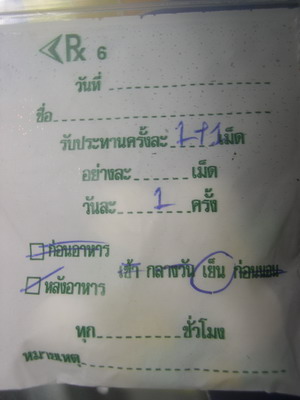 Rx 6
วันที่
ชื่อ
รับประทานครั้งละ 1+1 เม็ด
อย่างละ เม็ด
วันละ 1 ครั้ง
ก่อนอาหาร
เช้า กลางวัน เย็น ก่อนนอน
หลังอาหาร
ทุก ชั่วโมง
หมายเหตุ